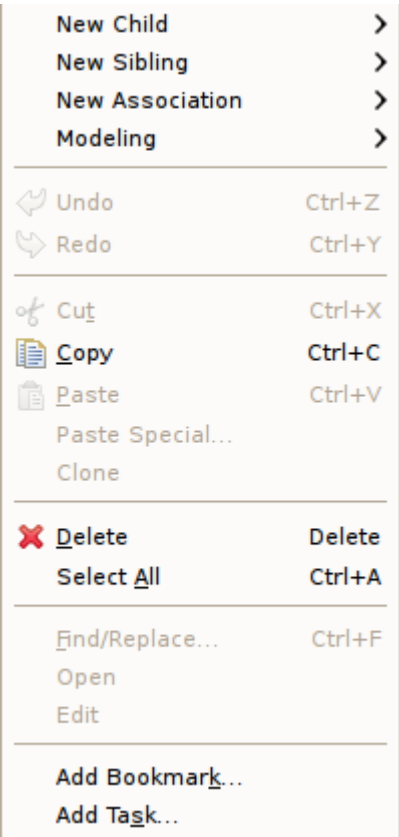 New Child
New Sibling
New Association
Modeling
Undo Ctrl+Z
Redo Ctrl+Y
Cut Ctrl+X
Copy Ctrl+C
Paste Ctrl+V
Paste Special...
Clone
Delete Delete
Select All Ctrl+A
Find/Replace... Ctrl+F
Open
Edit
Add Bookmark...
Add Task...